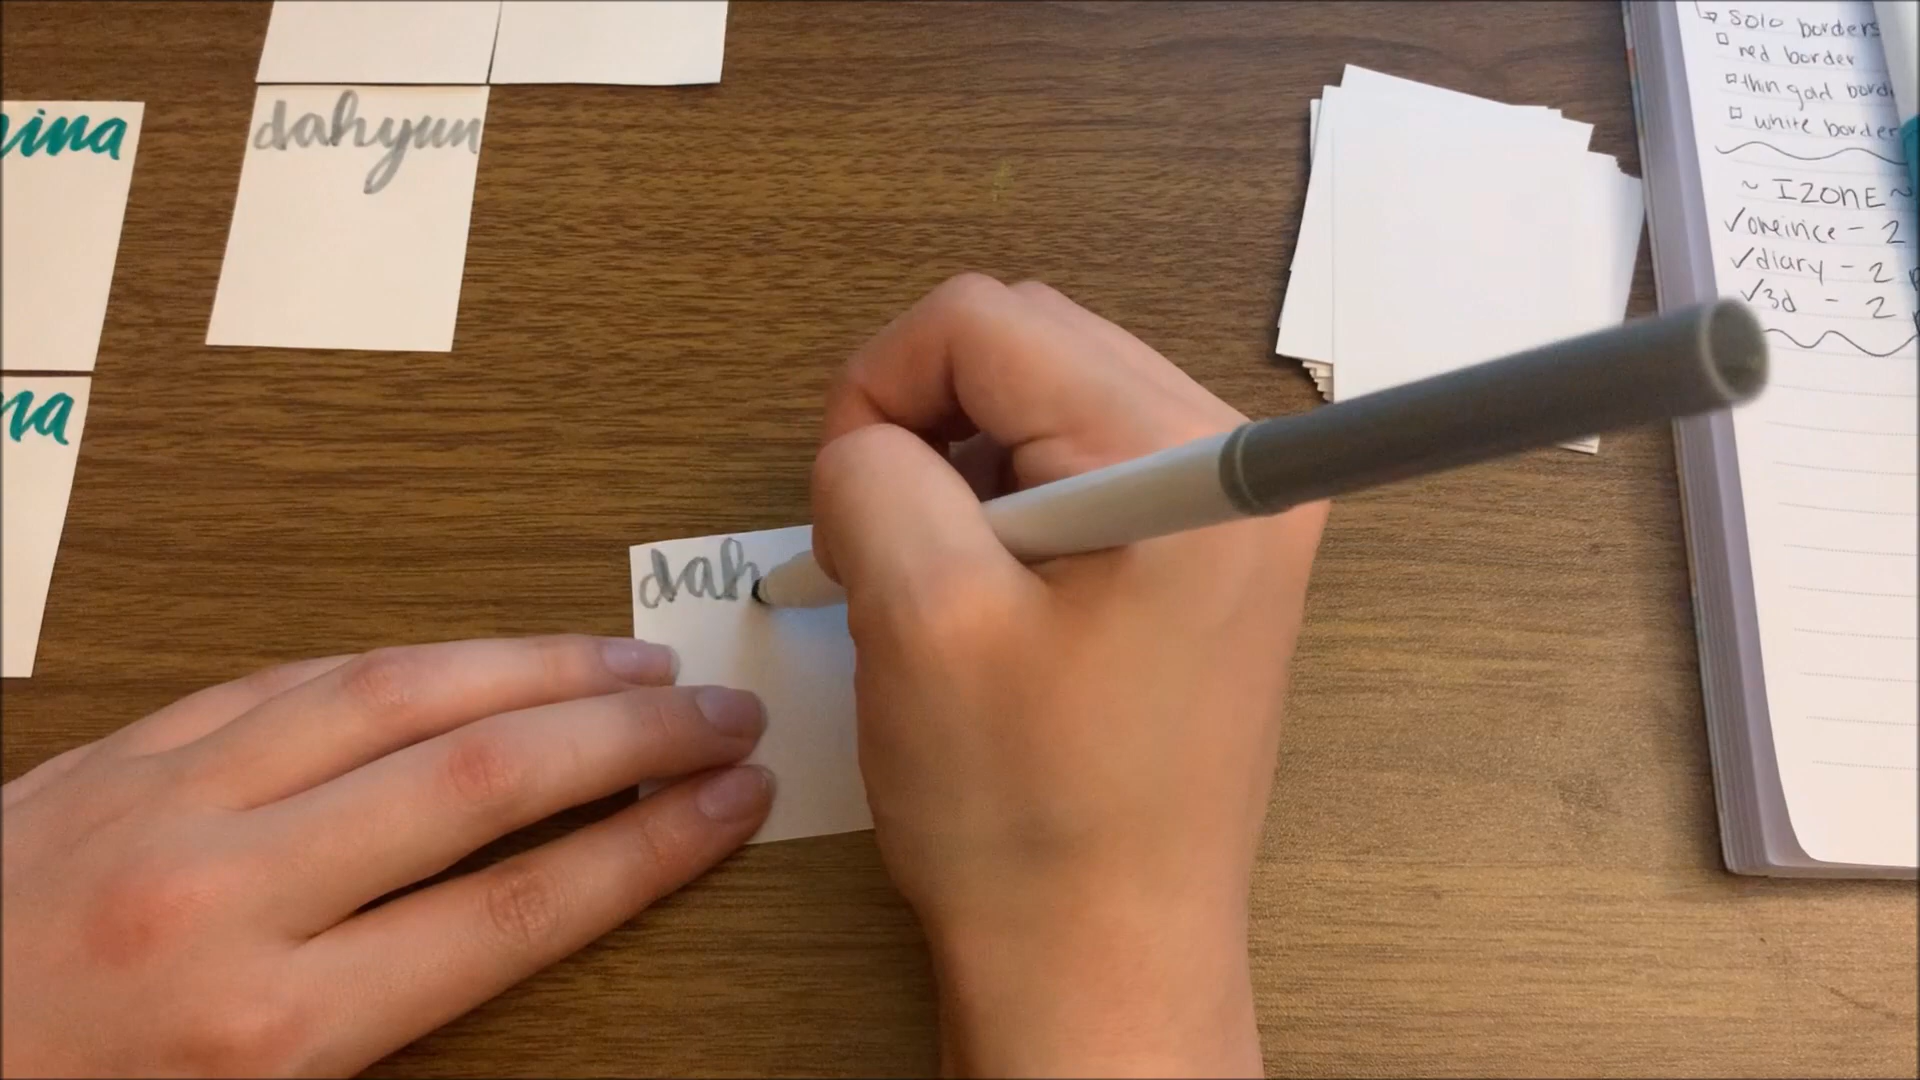 dahyun
ina
na
dah
solo borders
red border
thin gold bord
white border
~ IZONE ~
✓oneiric
✓diary - 2
✓3d - 2